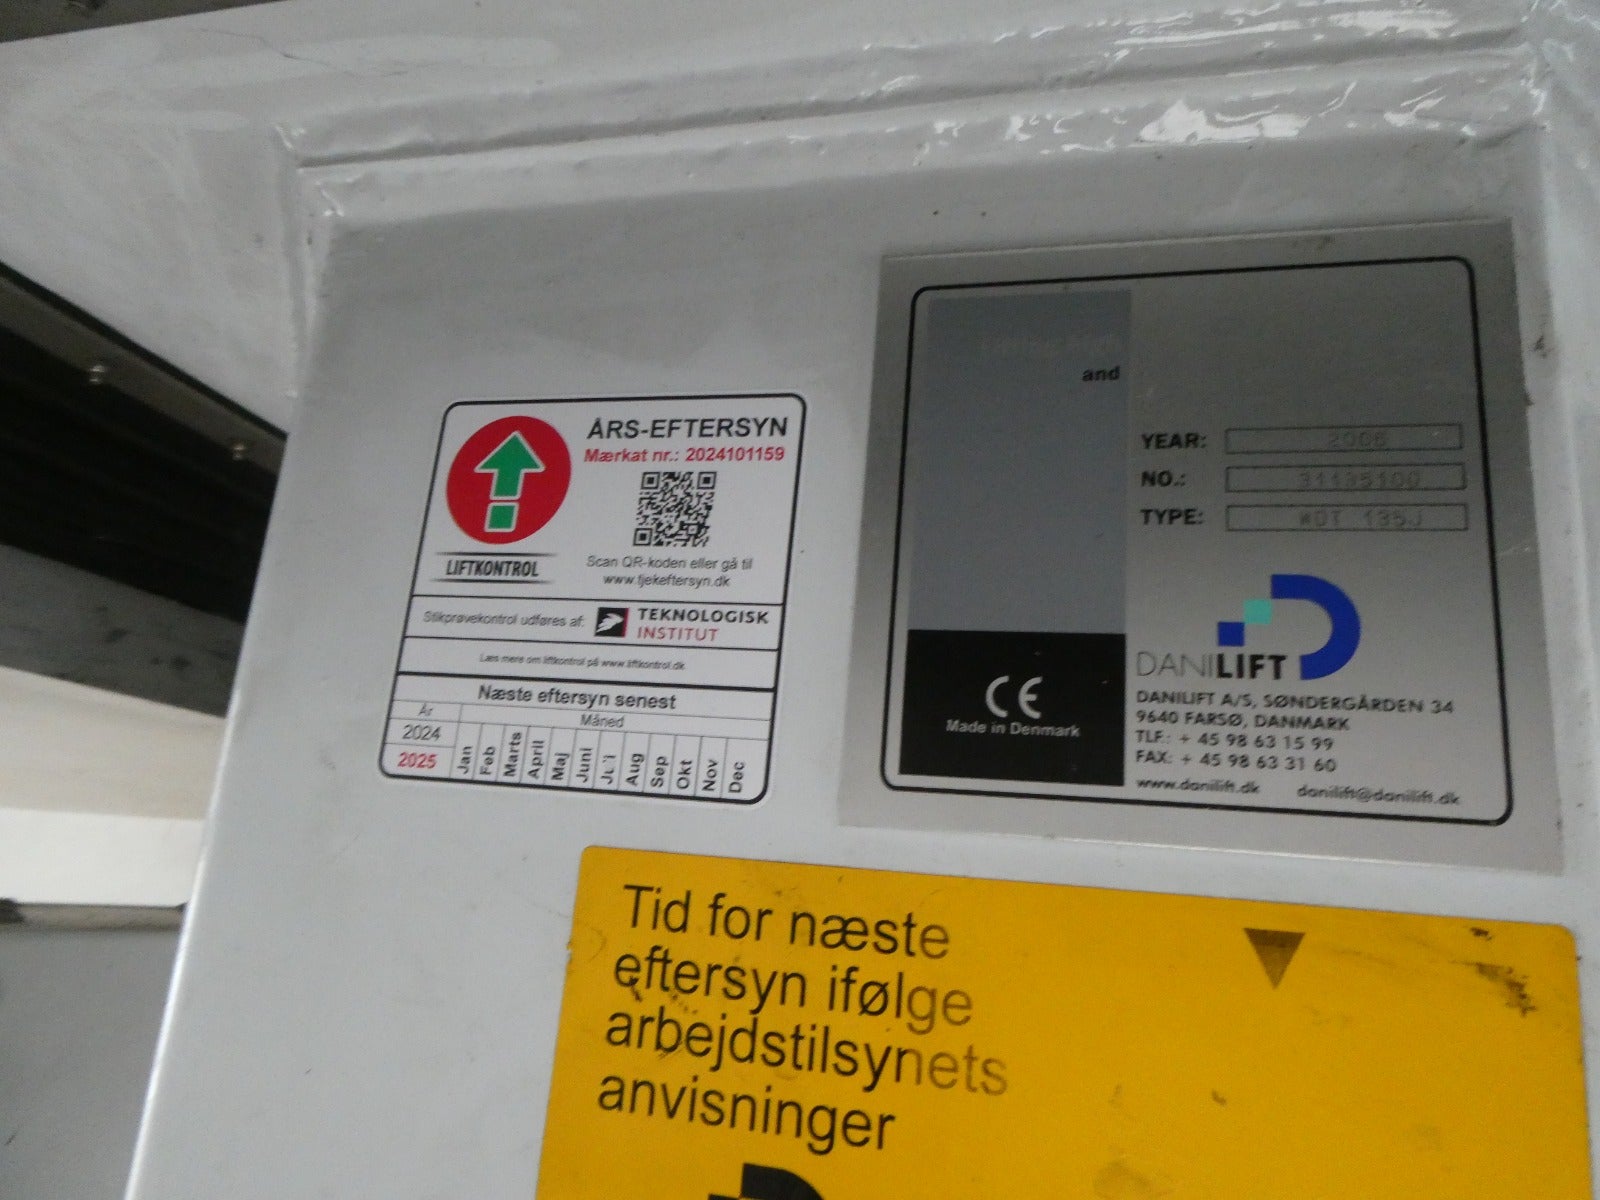 ÅRS-EFTERSYN
Mærkat nr.: 2024101159
LIFTKONTROL
Scan QR-koden eller gå til
www.tjekeftersyn.dk
Stikprøvekontrol udføres af:
TEKNOLOGISK
INSTITUT
Læs mere om liftkontrol på www.liftkontrol.dk
Næste eftersyn senest
År
Måned
2024
2025
Jan
Feb
Marts
April
Maj
Juni
Juli
Aug
Sep
Okt
Nov
Dec
and
YEAR: 2006
NO.: 31135100
TYPE: WDT 135J
DANILIFT
DANILIFT A/S, SØNDERGÅRDEN 34
9640 FARSØ, DANMARK
TLF: + 45 98 63 15 99
FAX: + 45 98 63 31 60
www.danilift.dk danilift@danilift.dk
CE
Made in Denmark
Tid for næste
eftersyn ifølge
arbejdstilsynets
anvisninger